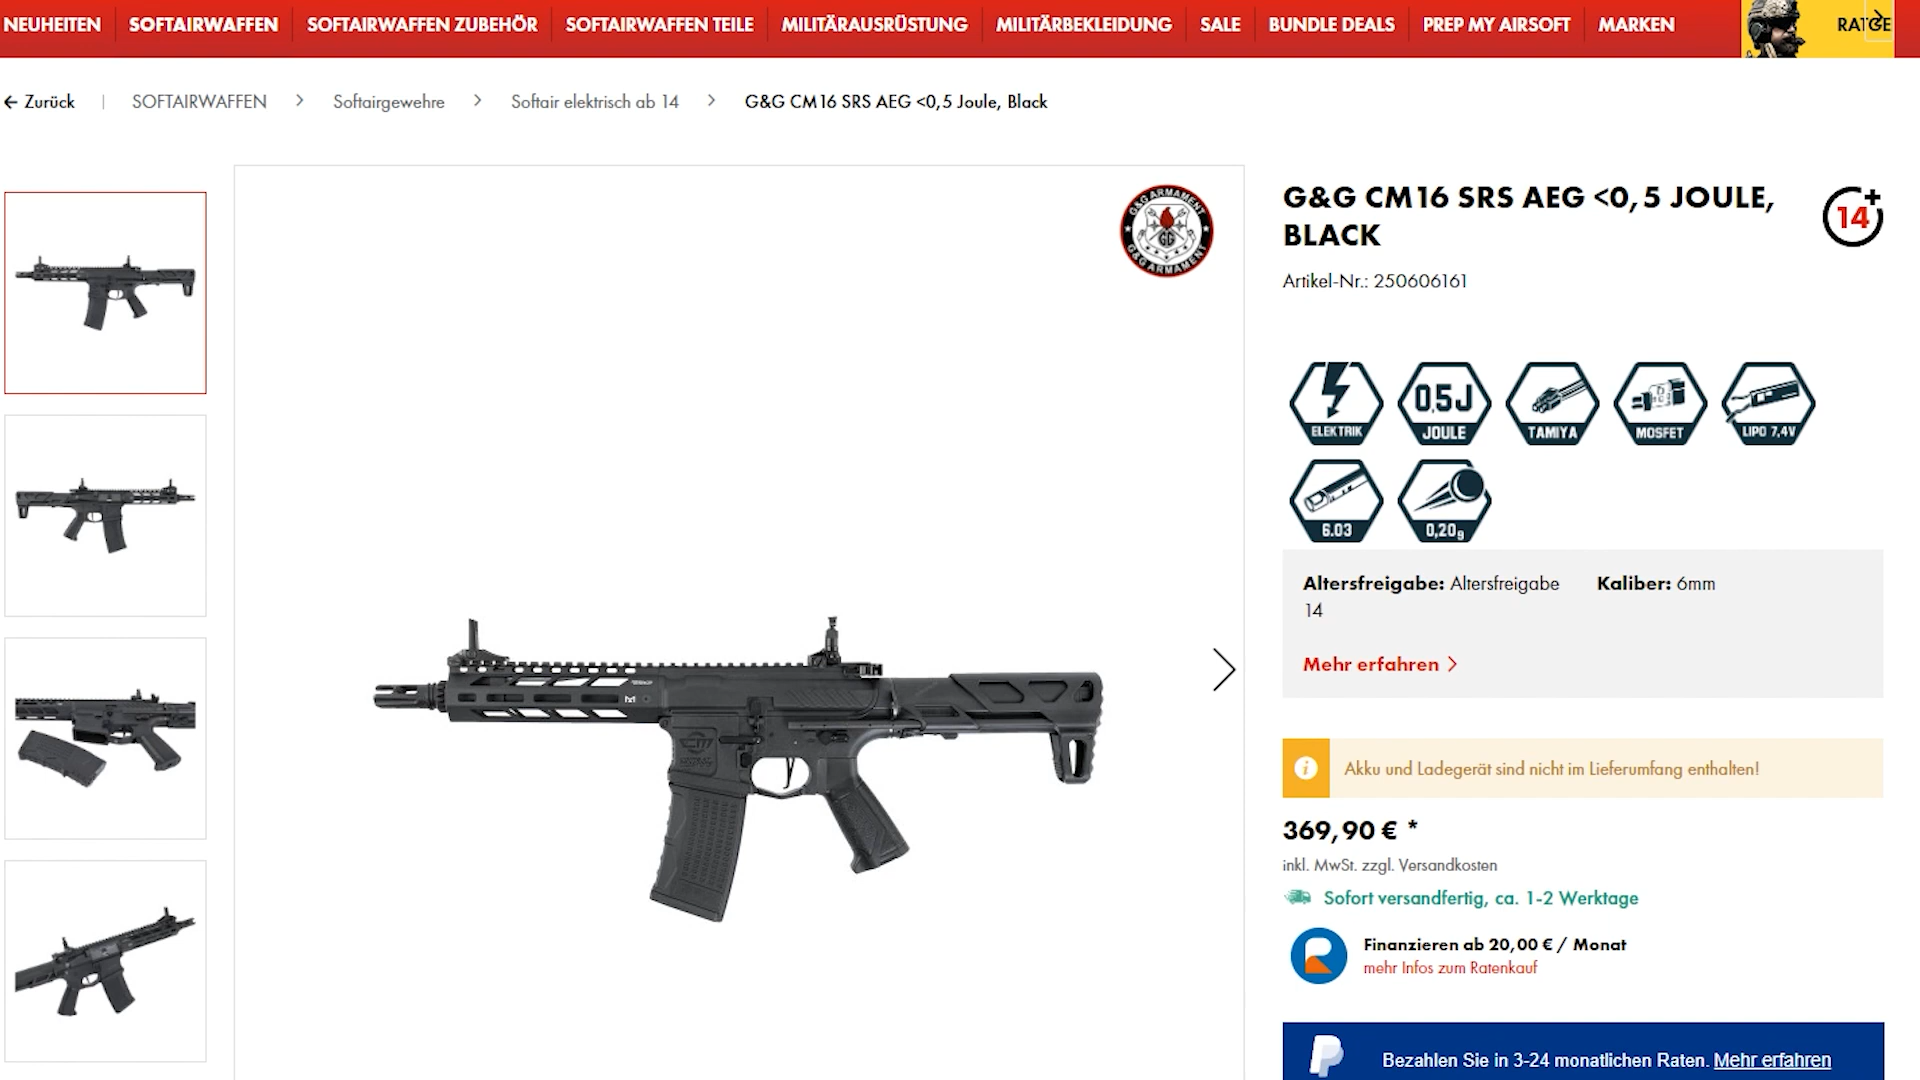 NEUHEITEN
SOFTAIRWAFFEN
SOFTAIRWAFFEN ZUBEHÖR
SOFTAIRWAFFEN TEILE
MILITÄRAUSRÜSTUNG
MILITÄRBEKLEIDUNG
SALE
BUNDLE DEALS
PREP MY AIRSOFT
MARKEN
RATGE
Zurück
SOFTAIRWAFFEN
Softairgewehre
Softair elektrisch ab 14
G&G CM16 SRS AEG <0,5 Joule, Black
G&G ARMAMENT
GG
G&G ARMAMENT
G&G CM16 SRS AEG <0,5 JOULE,
BLACK
14+
Artikel-Nr.: 250606161
ELEKTRIK
0,5J
JOULE
TAMIYA
MOSFET
LIPO 7,4V
6.03
0,20g
Altersfreigabe: Altersfreigabe
14
Kaliber: 6mm
Mehr erfahren
Akku und Ladegerät sind nicht im Lieferumfang enthalten!
369,90 € *
inkl. MwSt. zzgl. Versandkosten
Sofort versandfertig, ca. 1-2 Werktage
Finanzieren ab 20,00 € / Monat
mehr Infos zum Ratenkauf
Bezahlen Sie in 3-24 monatlichen Raten. Mehr erfahren